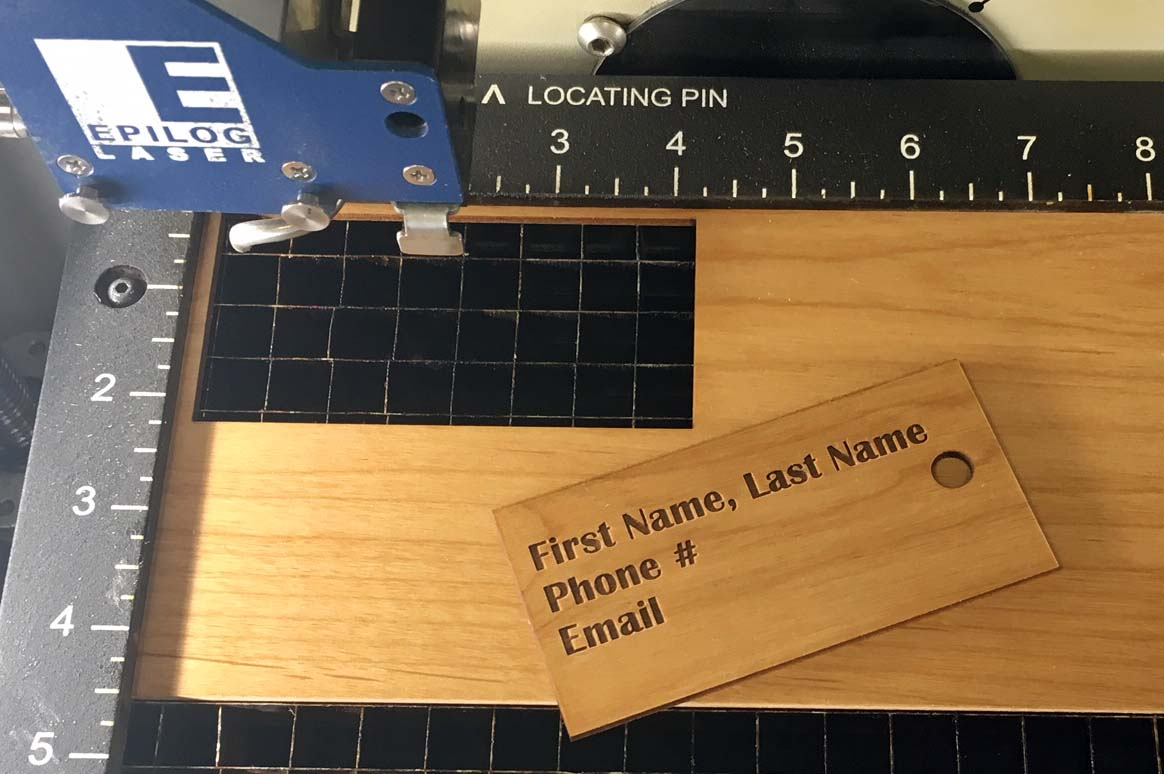 E
EPILOG
LASER
Λ LOCATING PIN
3 4 5 6 7 8
2
3
4
5
First Name, Last Name
Phone #
Email